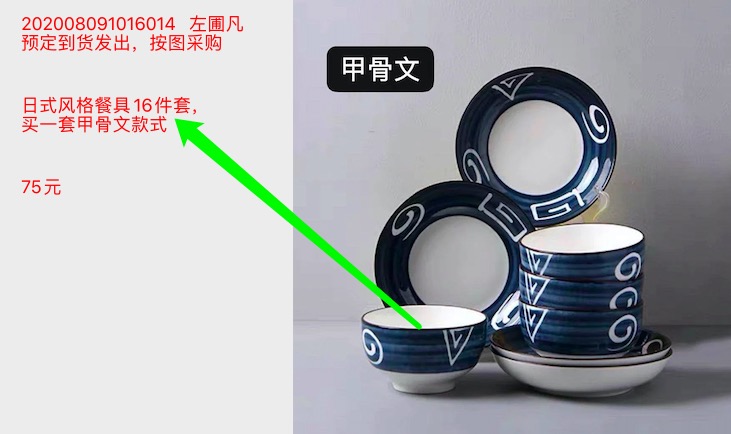 202008091016014 左圃凡
预定到货发出，按图采购
日式风格餐具16件套，
买一套甲骨文款式
75元
甲骨文